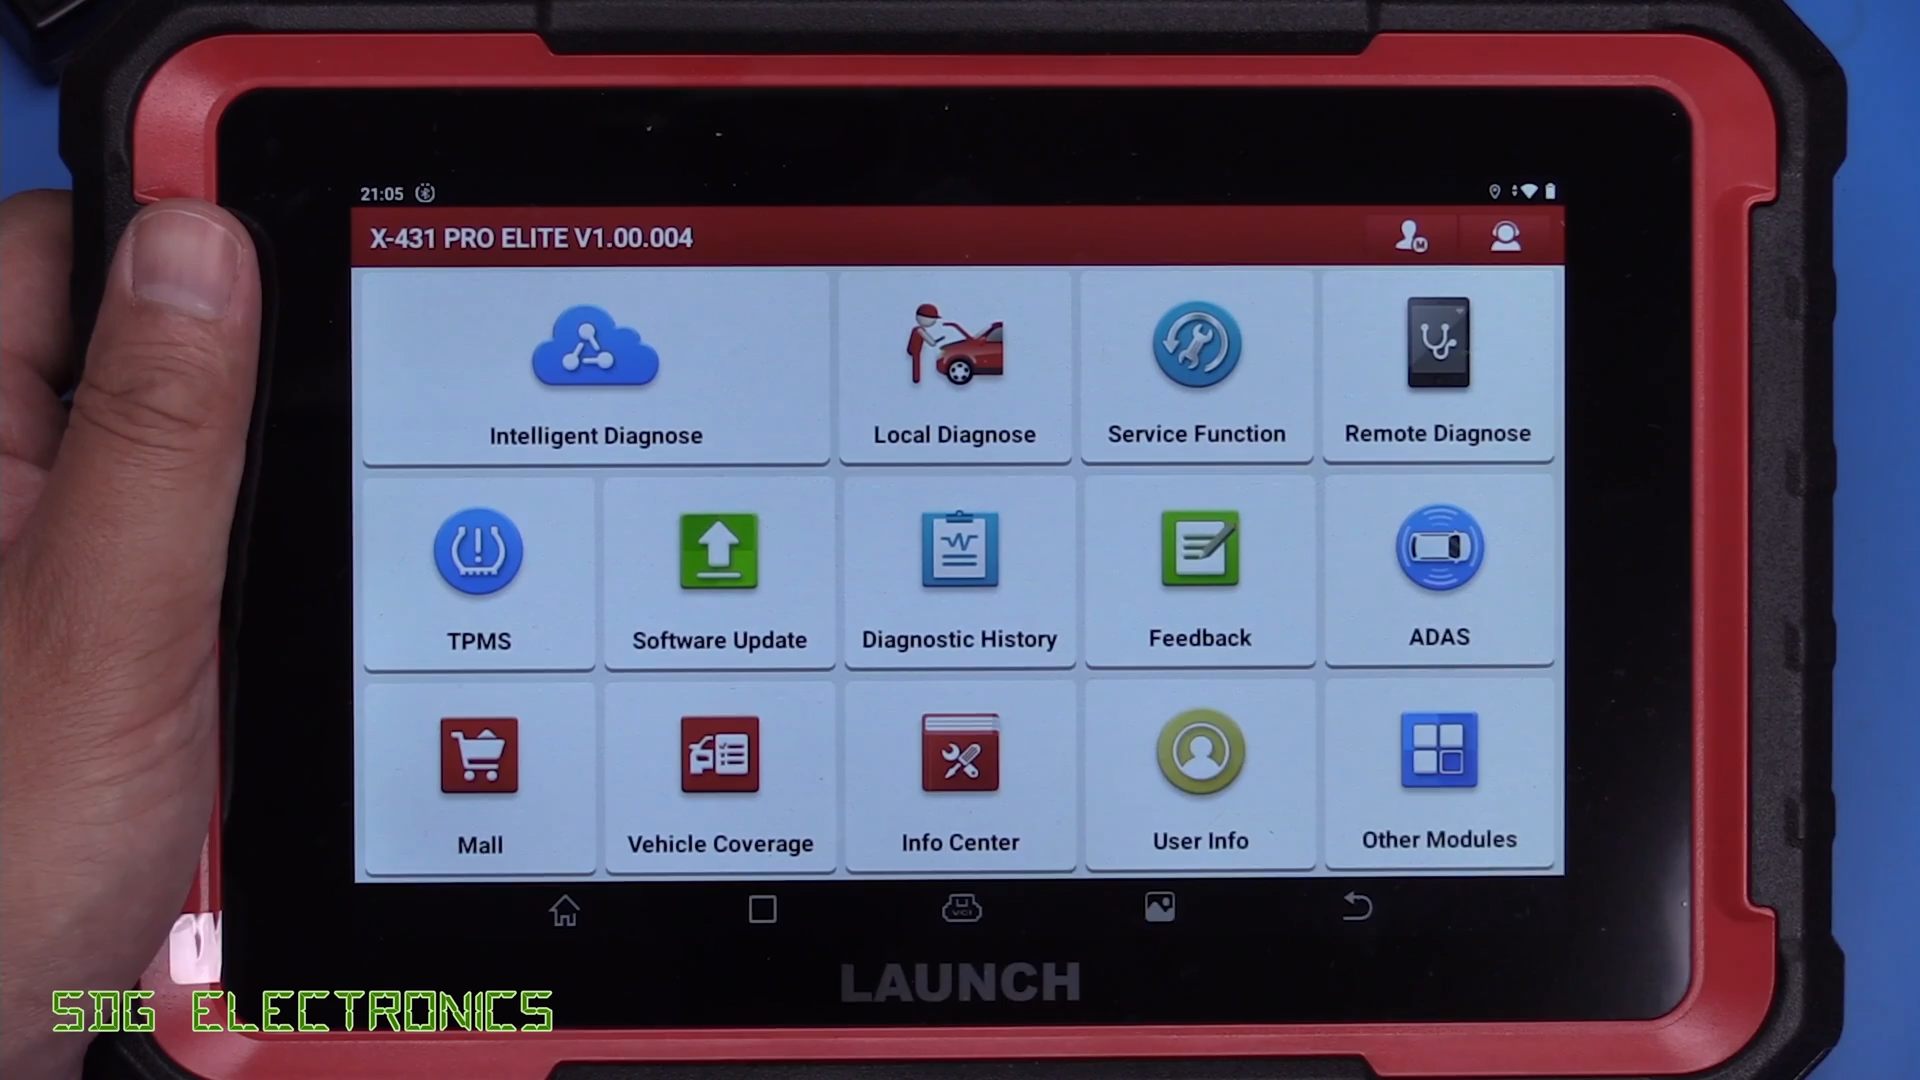 21:05
X-431 PRO ELITE V1.00.004
M
Intelligent Diagnose
Local Diagnose
Service Function
Remote Diagnose
TPMS
Software Update
Diagnostic History
Feedback
ADAS
Mall
Vehicle Coverage
Info Center
User Info
Other Modules
VCI
LAUNCH
SDG ELECTRONICS